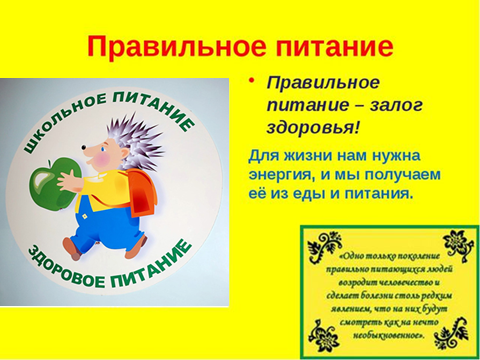 Правильное питание
ШКОЛЬНОЕ ПИТАНИЕ
ЗДОРОВОЕ ПИТАНИЕ
• Правильное
питание – залог
здоровья!
Для жизни нам нужна
энергия, и мы получаем
её из еды и питания.
«Одно только поколение
правильно питающихся людей
возродит человечество и
сделает болезни столь редким
явлением, что на них будут
смотреть как на нечто
необыкновенное».